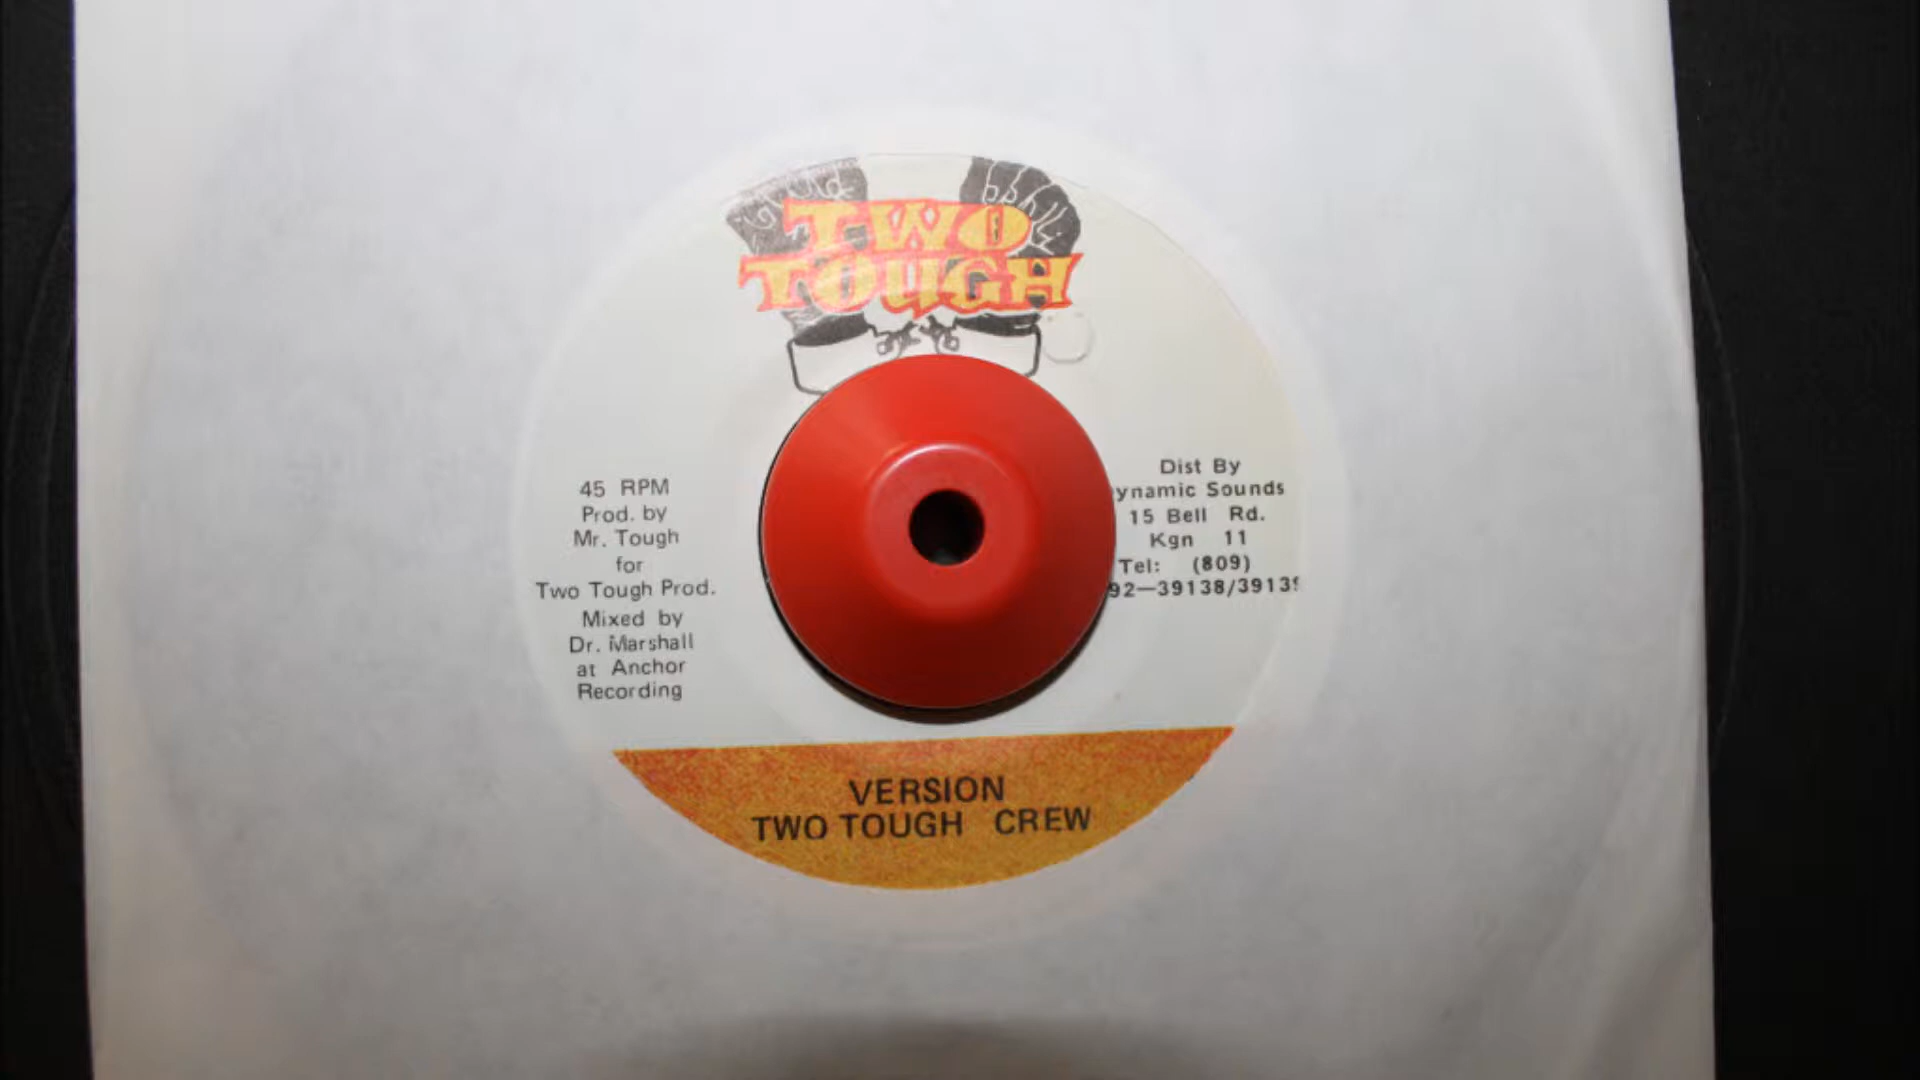 TWO
TOUGH
45 RPM
Prod. by
Mr. Tough
for
Two Tough Prod.
Mixed by
Dr. Marshall
at Anchor
Recording
Dist By
ynamic Sounds
15 Bell Rd.
Kgn 11
Tel: (809)
92—39138/39139
VERSION
TWO TOUGH CREW